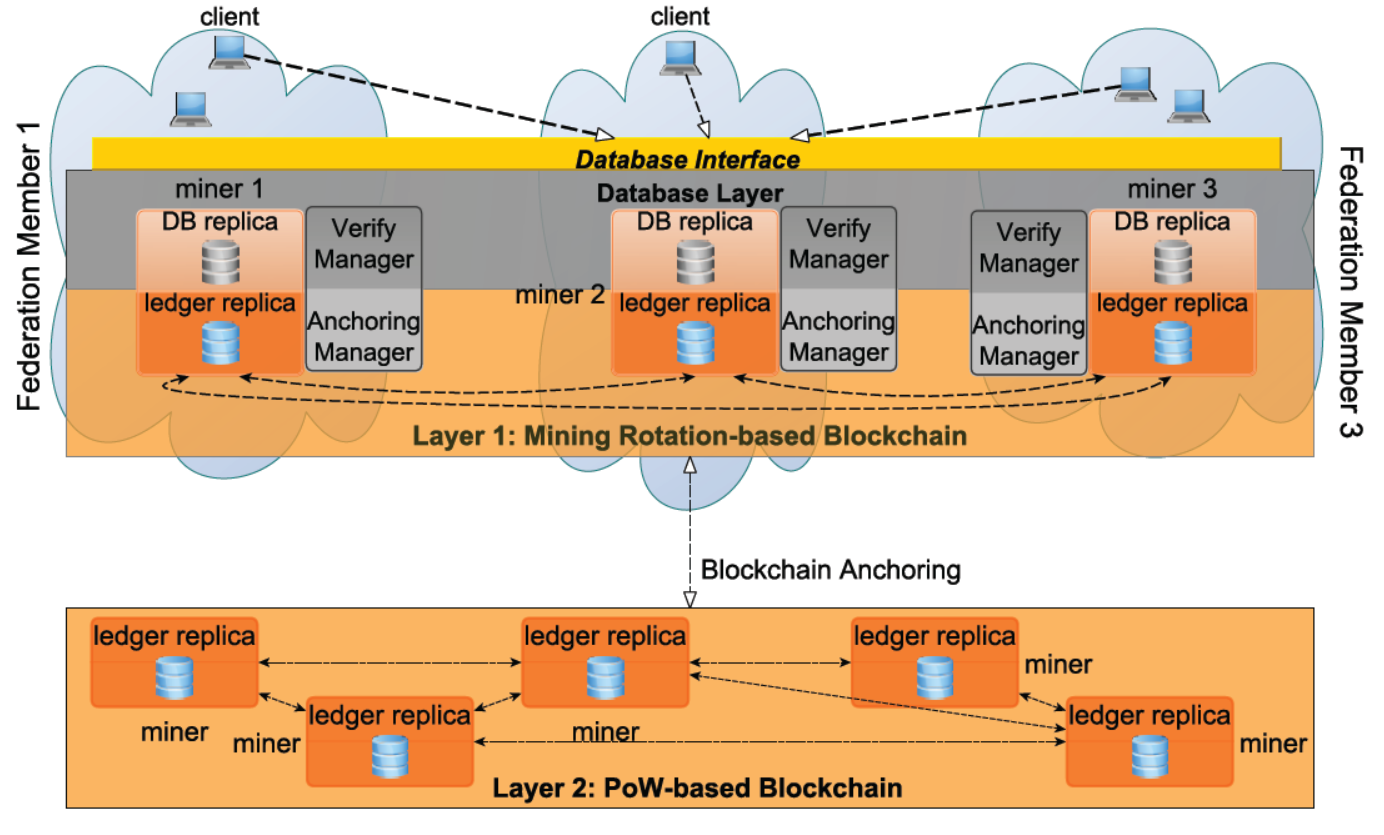 client
client
Federation Member 1
Federation Member 3
Database Interface
Database Layer
miner 1
miner 3
DB replica
Verify
Manager
DB replica
Verify
Manager
Verify
Manager
DB replica
miner 2
ledger replica
Anchoring
Manager
ledger replica
Anchoring
Manager
Anchoring
Manager
ledger replica
Layer 1: Mining Rotation-based Blockchain
Blockchain Anchoring
ledger replica
ledger replica
ledger replica
miner
ledger replica
ledger replica
miner
miner
miner
miner
Layer 2: PoW-based Blockchain